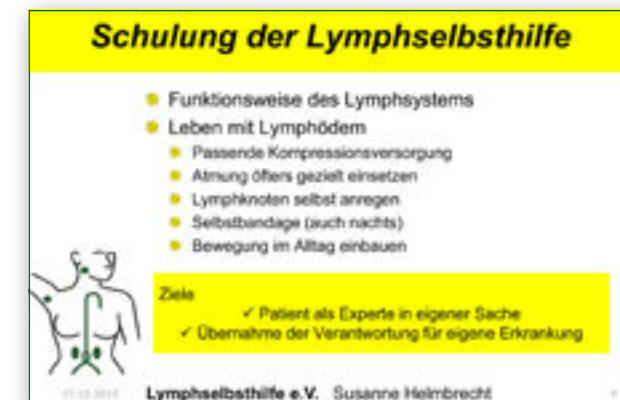 Schulung der Lymphselbsthilfe
Funktionsweise des Lymphsystems
Leben mit Lymphödem
Passende Kompressionsversorgung
Atmung öfters gezielt einsetzen
Lymphknoten selbst anregen
Selbstbandage (auch nachts)
Bewegung im Alltag einbauen
Ziele
✓ Patient als Experte in eigener Sache
✓ Übernahme der Verantwortung für eigene Erkrankung
Lymphselbsthilfe e.V. Susanne Helmbrecht